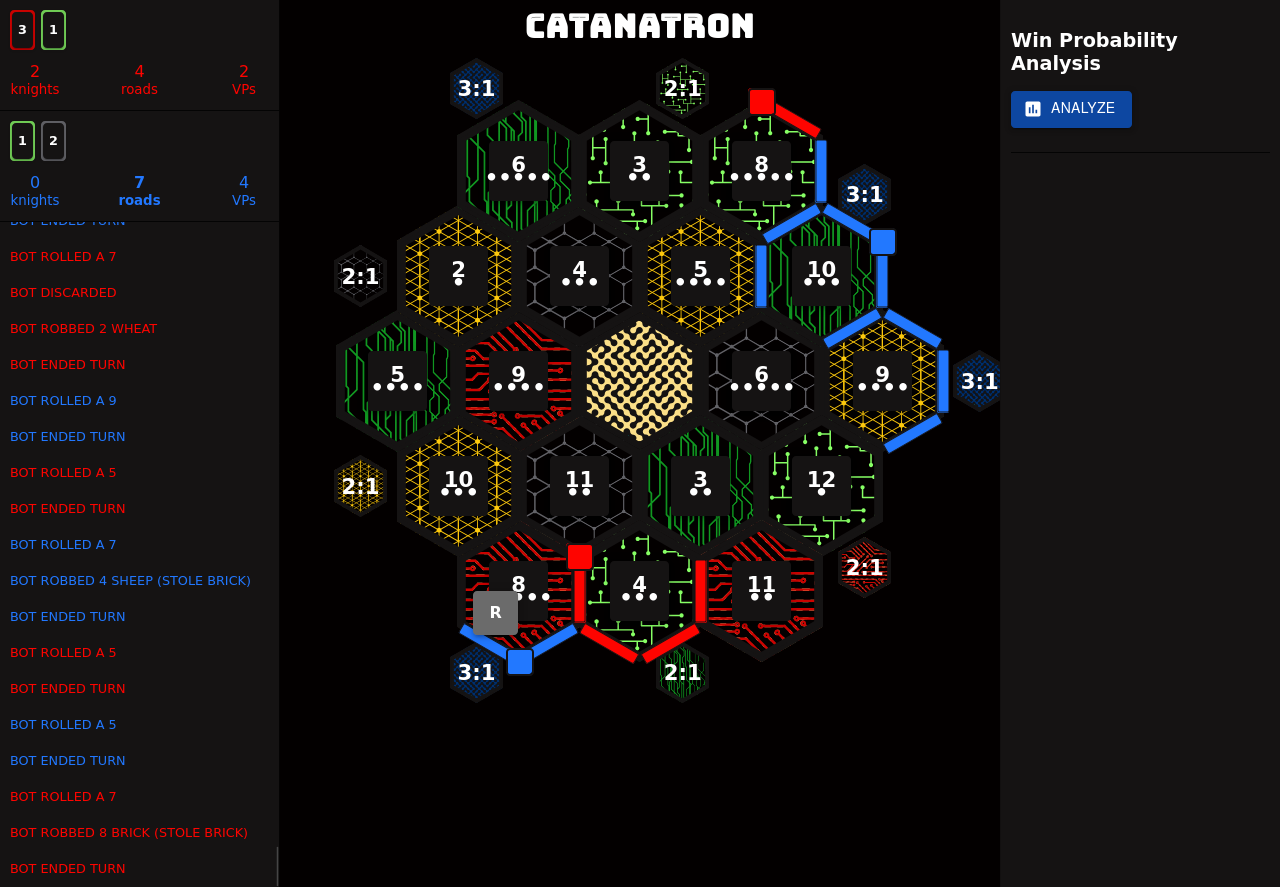 CATANATRON
3 1
2 4 2
knights roads VPs
1 2
0 7 4
knights roads VPs
BOT ENDED TURN
BOT ROLLED A 7
BOT DISCARDED
BOT ROBBED 2 WHEAT
BOT ENDED TURN
BOT ROLLED A 9
BOT ENDED TURN
BOT ROLLED A 5
BOT ENDED TURN
BOT ROLLED A 7
BOT ROBBED 4 SHEEP (STOLE BRICK)
BOT ENDED TURN
BOT ROLLED A 5
BOT ENDED TURN
BOT ROLLED A 5
BOT ENDED TURN
BOT ROLLED A 7
BOT ROBBED 8 BRICK (STOLE BRICK)
BOT ENDED TURN
3:1 2:1
6 3 8
3:1
2:1 2 4 5 10
5 9 6 9 3:1
2:1 10 11 3 12
8 4 11 2:1
R
3:1 2:1
Win Probability
Analysis
ANALYZE